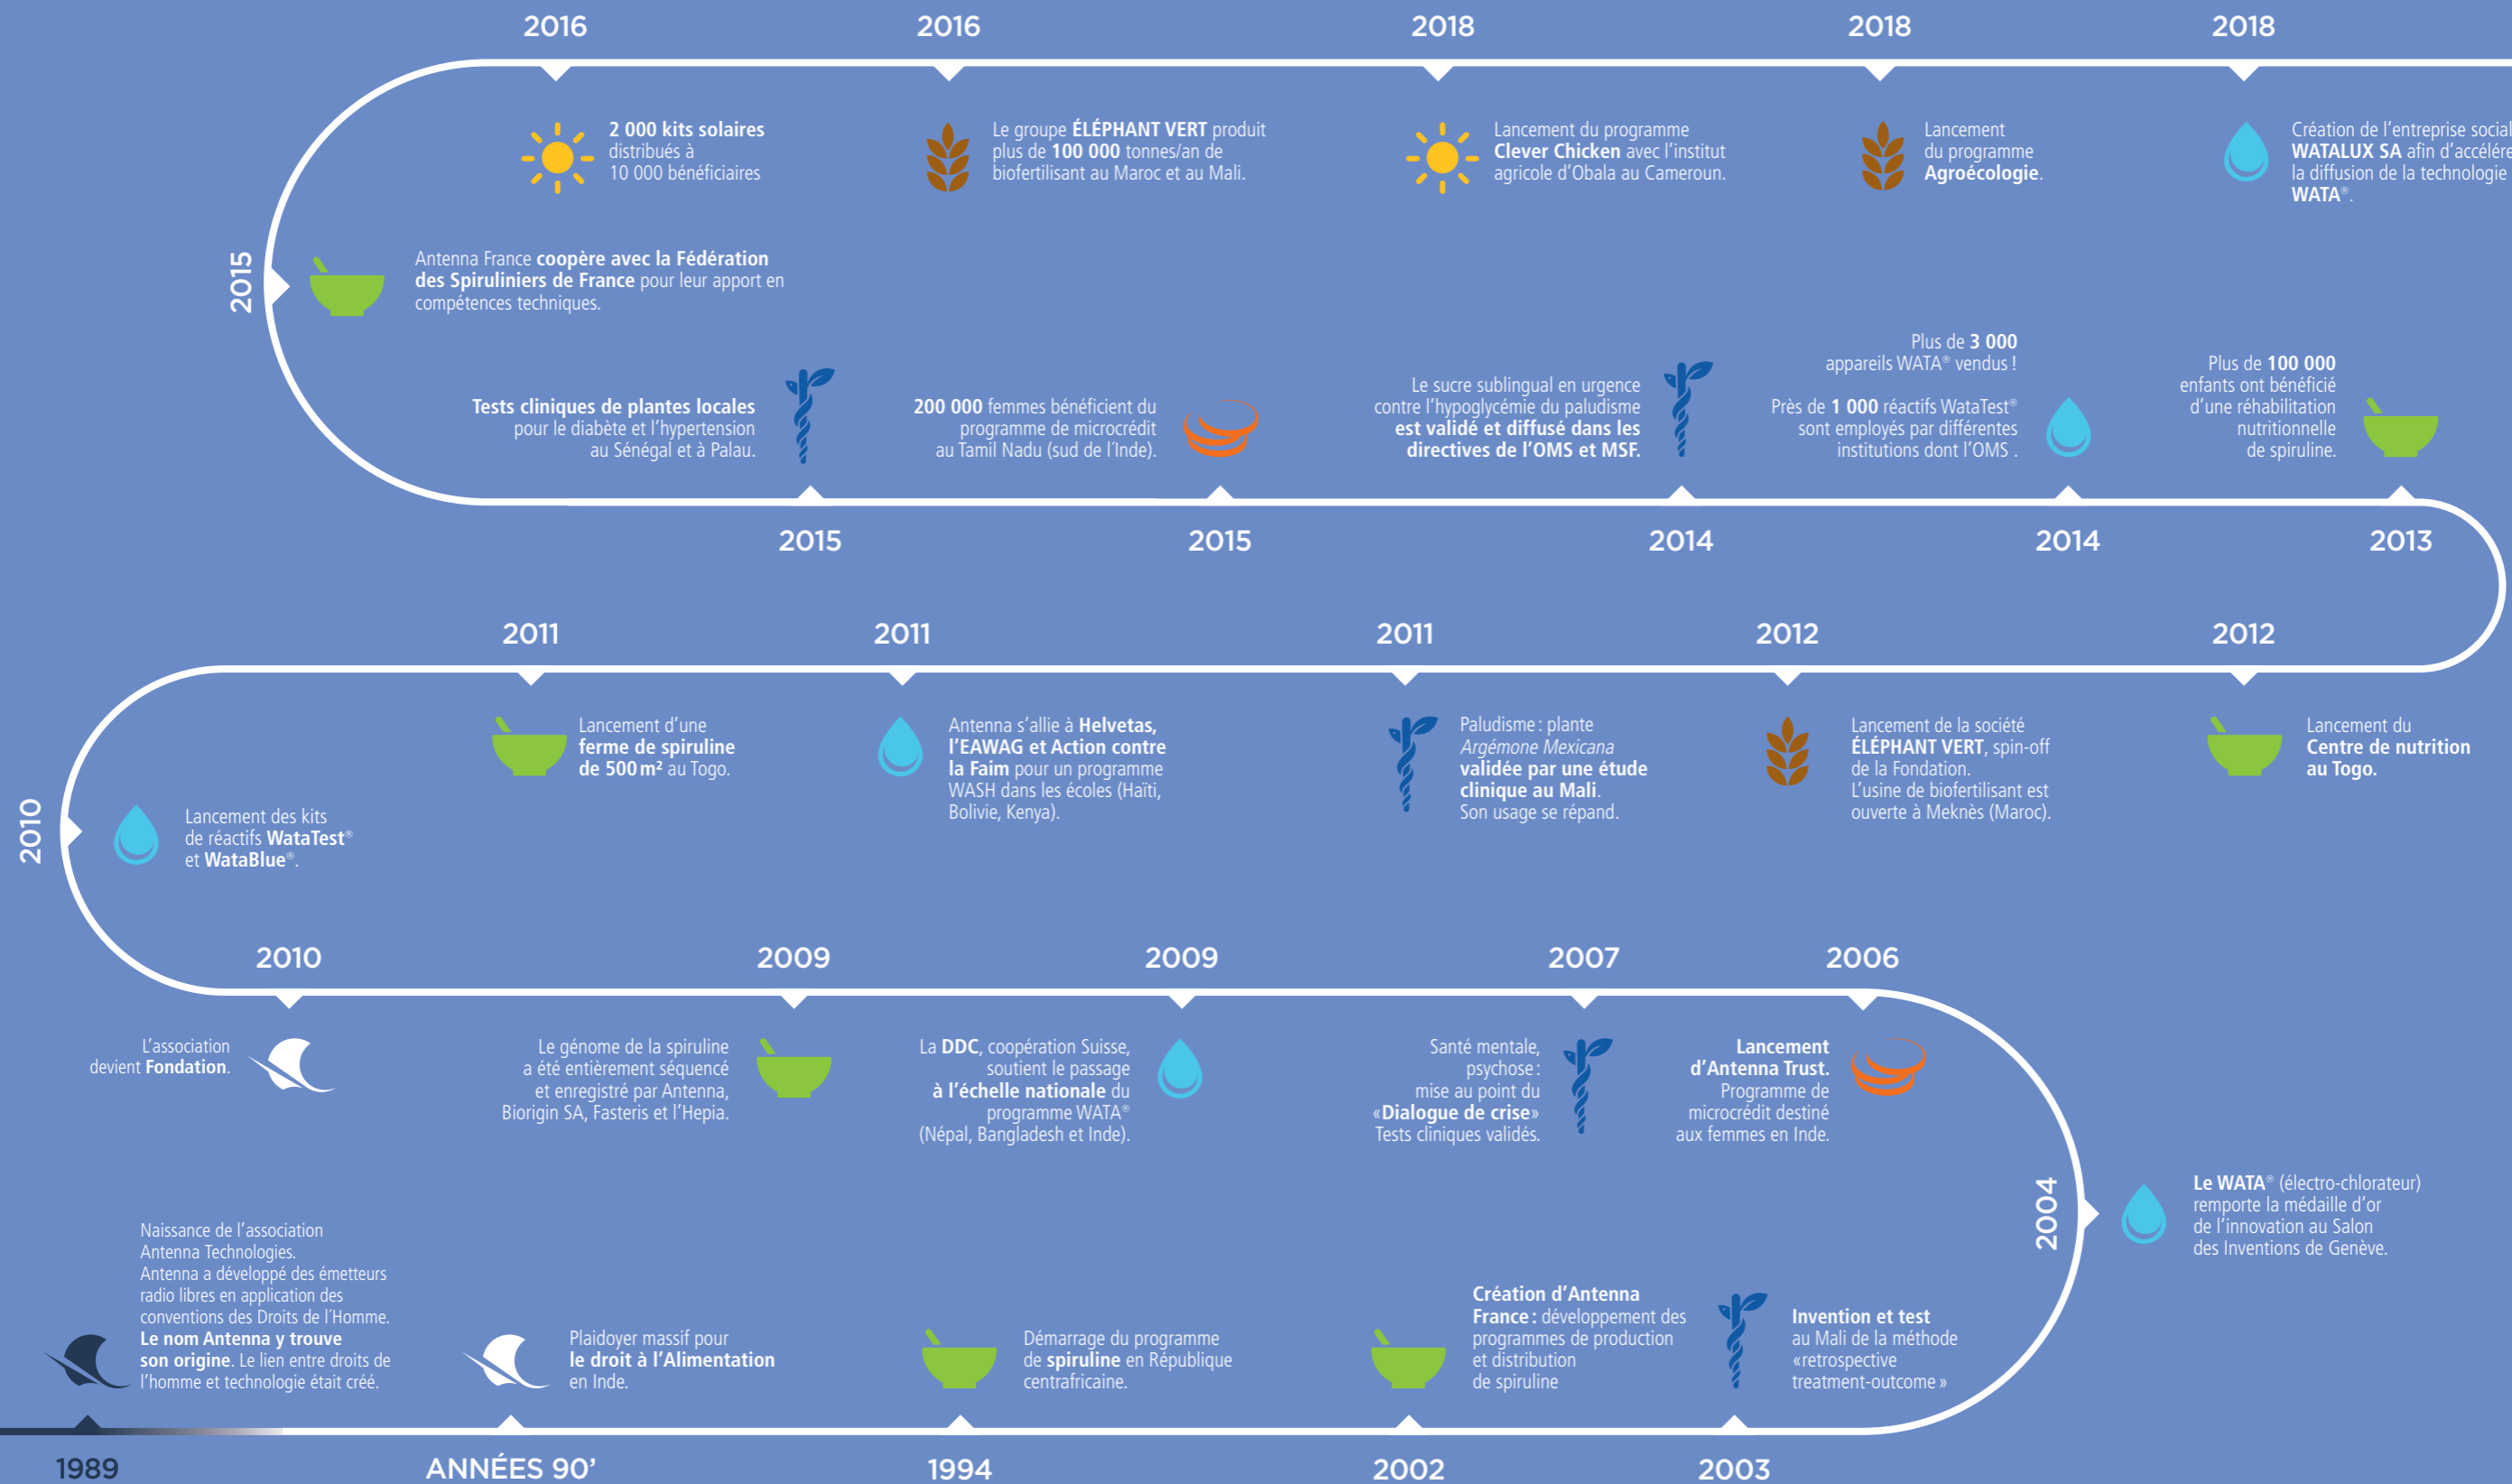 2016
2016
2018
2018
2018
2 000 kits solaires
distribués à
10 000 bénéficiaires
Le groupe ÉLÉPHANT VERT produit
plus de 100 000 tonnes/an de
biofertilisant au Maroc et au Mali.
Lancement du programme
Clever Chicken avec l'institut
agricole d'Obala au Cameroun.
Lancement
du programme
Agroécologie.
Création de l'entreprise social
WATALUX SA afin d'accélére
la diffusion de la technologie
WATA®.
2015
Antenna France coopère avec la Fédération
des Spiruliniers de France pour leur apport en
compétences techniques.
Tests cliniques de plantes locales
pour le diabète et l'hypertension
au Sénégal et à Palau.
200 000 femmes bénéficient du
programme de microcrédit
au Tamil Nadu (sud de l'Inde).
Le sucre sublingual en urgence
contre l'hypoglycémie du paludisme
est validé et diffusé dans les
directives de l'OMS et MSF.
Plus de 3 000
appareils WATA® vendus !
Près de 1 000 réactifs WataTest®
sont employés par différentes
institutions dont l'OMS .
Plus de 100 000
enfants ont bénéficié
d'une réhabilitation
nutritionnelle
de spiruline.
2015
2015
2014
2014
2013
2011
2011
2011
2012
2012
Lancement d'une
ferme de spiruline
de 500 m² au Togo.
Antenna s'allie à Helvetas,
l'EAWAG et Action contre
la Faim pour un programme
WASH dans les écoles (Haïti,
Bolivie, Kenya).
Paludisme : plante
Argémone Mexicana
validée par une étude
clinique au Mali.
Son usage se répand.
Lancement de la société
ÉLÉPHANT VERT, spin-off
de la Fondation.
L'usine de biofertilisant est
ouverte à Meknès (Maroc).
Lancement du
Centre de nutrition
au Togo.
2010
Lancement des kits
de réactifs WataTest®
et WataBlue®.
2010
2009
2009
2007
2006
L'association
devient Fondation.
Le génome de la spiruline
a été entièrement séquencé
et enregistré par Antenna,
Biorigin SA, Fasteris et l'Hepia.
La DDC, coopération Suisse,
soutient le passage
à l'échelle nationale du
programme WATA®
(Népal, Bangladesh et Inde).
Santé mentale,
psychose :
mise au point du
«Dialogue de crise»
Tests cliniques validés.
Lancement
d'Antenna Trust.
Programme de
microcrédit destiné
aux femmes en Inde.
2004
Le WATA® (électro-chlorateur)
remporte la médaille d'or
de l'innovation au Salon
des Inventions de Genève.
Naissance de l'association
Antenna Technologies.
Antenna a développé des émetteurs
radio libres en application des
conventions des Droits de l'Homme.
Le nom Antenna y trouve
son origine. Le lien entre droits de
l'homme et technologie était créé.
Plaidoyer massif pour
le droit à l'Alimentation
en Inde.
Démarrage du programme
de spiruline en République
centrafricaine.
Création d'Antenna
France : développement des
programmes de production
et distribution
de spiruline
Invention et test
au Mali de la méthode
«retrospective
treatment-outcome »
1989
ANNÉES 90'
1994
2002
2003